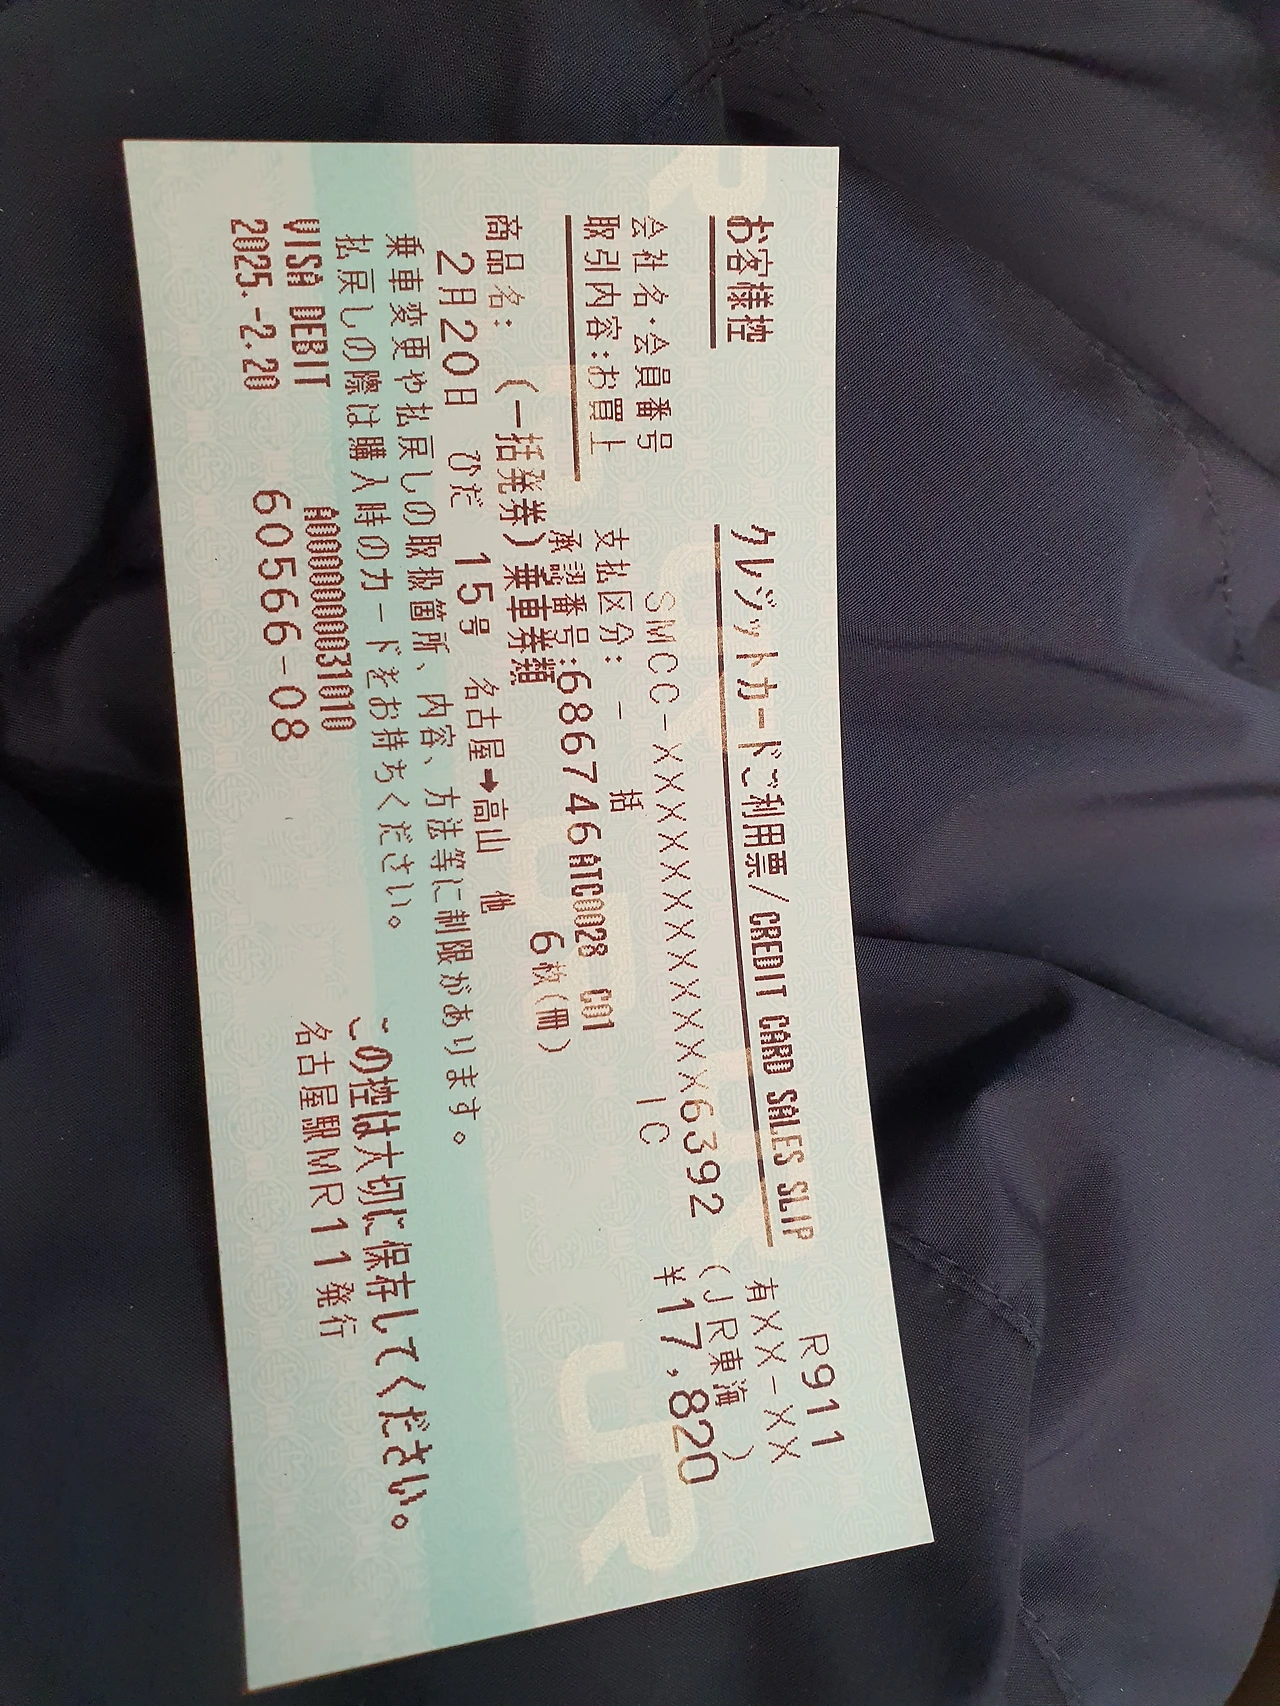 お客様控
クレジットカードご利用票/CREDIT CARD SALES SLIP
R911
有XX-XX
会社名・会員番号 SMCC-XXXXXXXXXXXX6392 (JR東海 )
取引内容:お買上 支払区分: 一 括 IC ¥17,820
承認番号:686746ATC0028 C01
商品名: (一括発券)乗車券類 6枚(冊)
2月20日 ひだ 15号 名古屋➡高山 他
乗車変更や払戻しの取扱箇所、内容、方法等に制限があります。
払戻しの際は購入時のカードをお持ちください。
この控は大切に保存してください。
VISA DEBIT A0000000031010
2025.-2.20 60566-08 名古屋駅MR11発行
JR